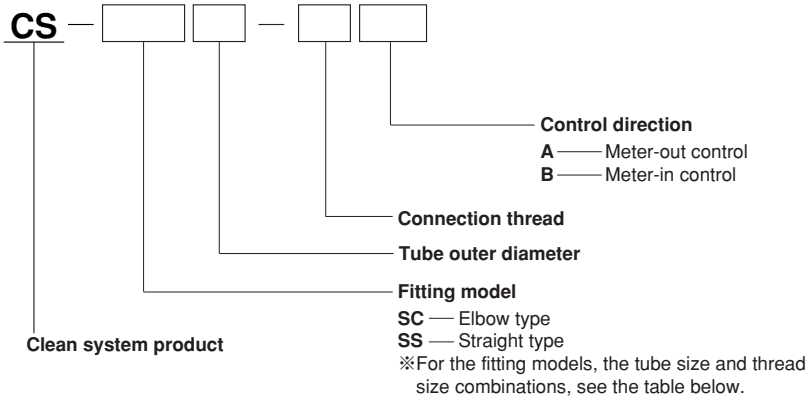 CS
Control direction
A Meter-out control
B Meter-in control
Connection thread
Tube outer diameter
Fitting model
SC Elbow type
SS Straight type
※For the fitting models, the tube size and thread
size combinations, see the table below.
Clean system product